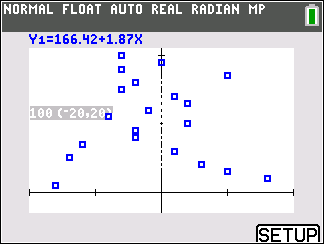 NORMAL FLOAT AUTO REAL RADIAN MP
Y1=166.42+1.87X
100(-20,20)
SETUP